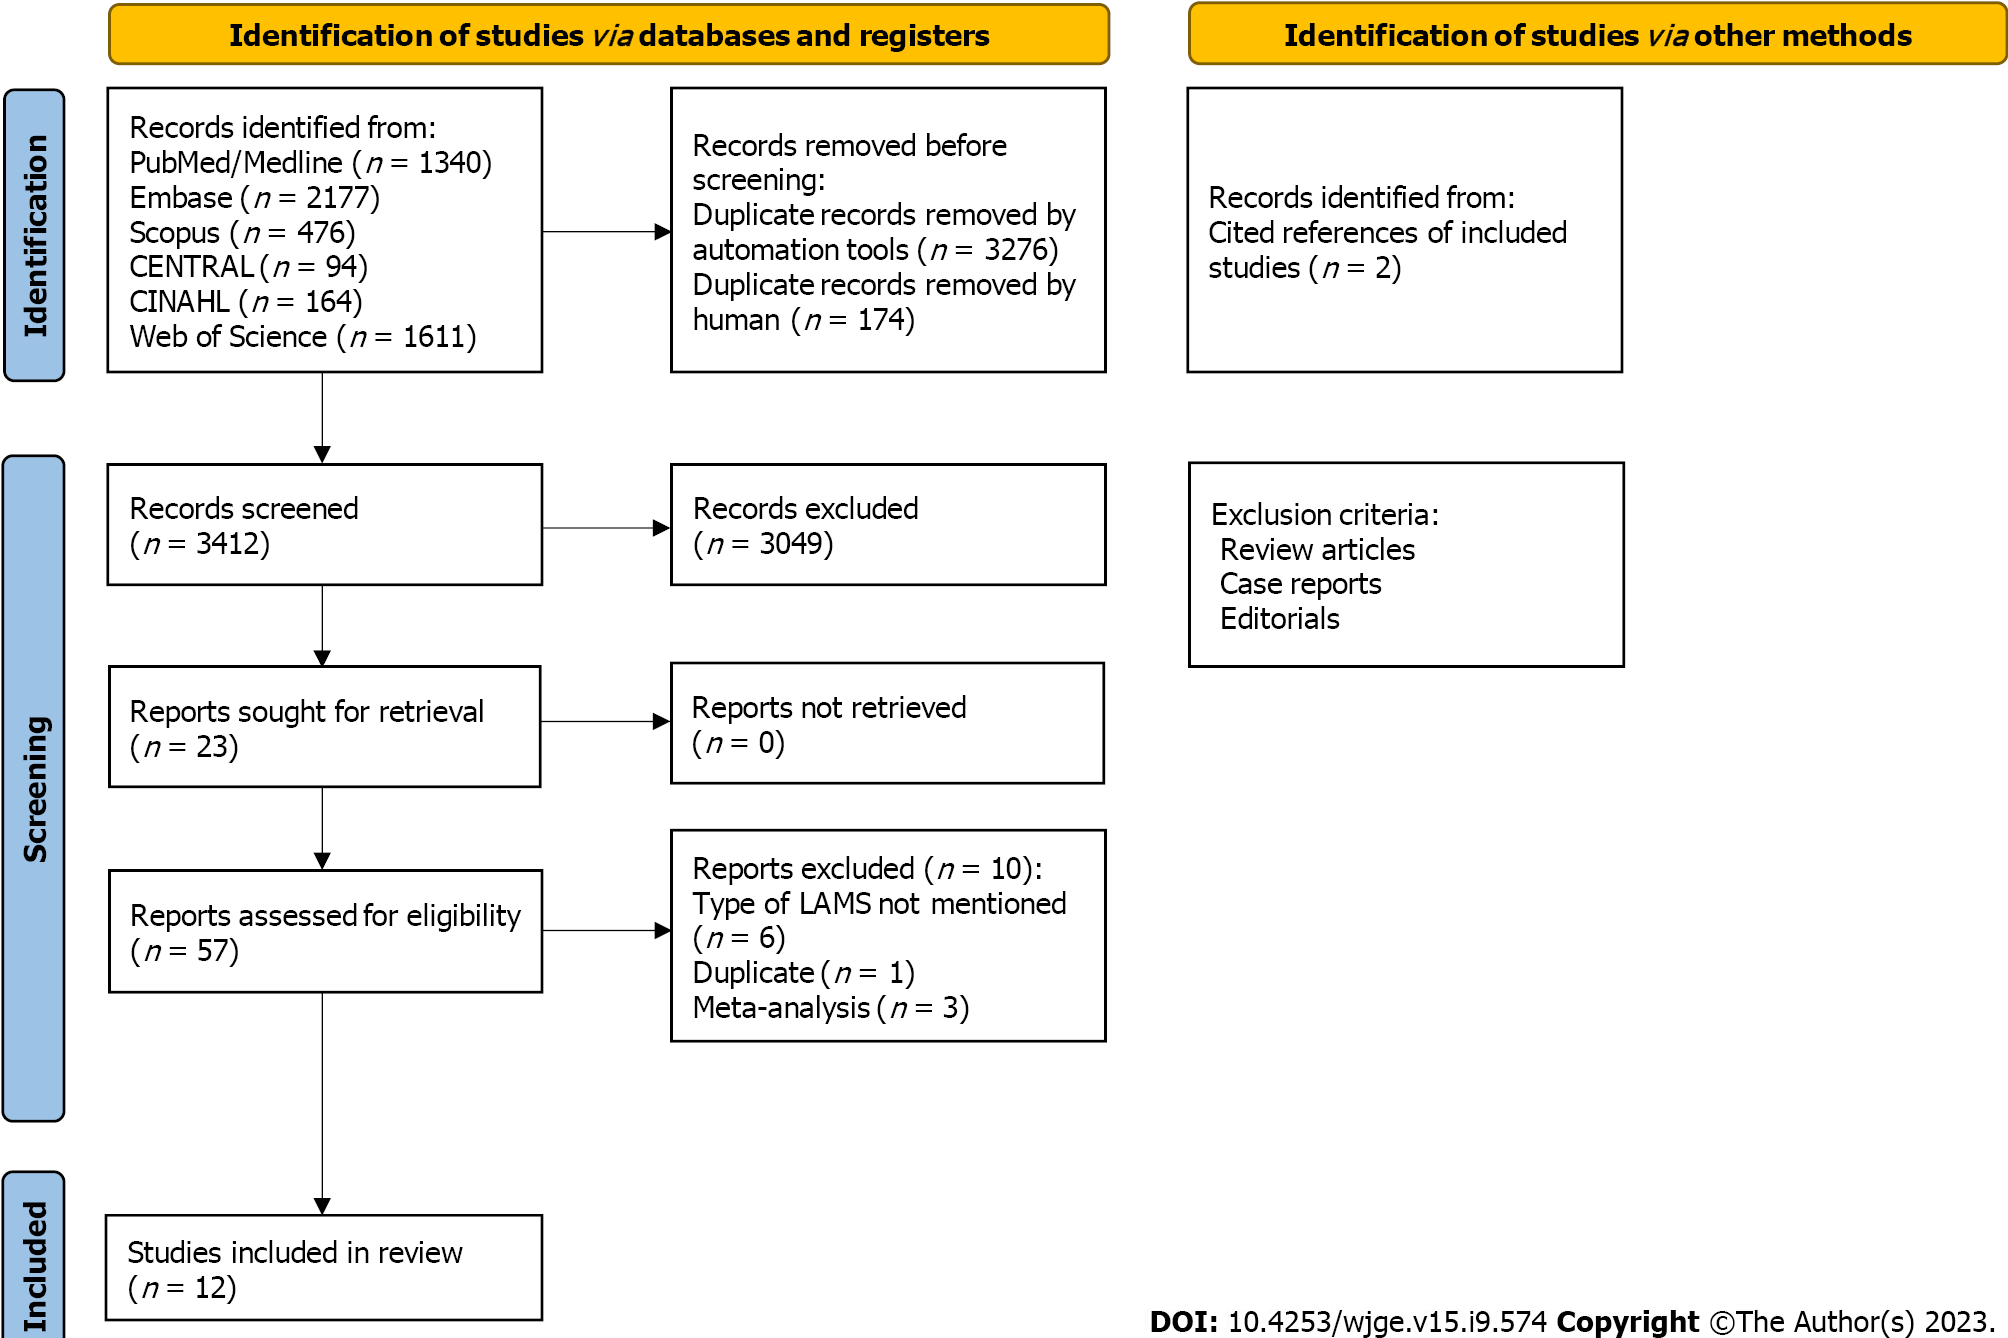 Identification of studies via databases and registers
Identification of studies via other methods
Identification
Records identified from:
PubMed/Medline (n = 1340)
Embase (n = 2177)
Scopus (n = 476)
CENTRAL (n = 94)
CINAHL (n = 164)
Web of Science (n = 1611)
Records removed before
screening:
Duplicate records removed by
automation tools (n = 3276)
Duplicate records removed by
human (n = 174)
Records identified from:
Cited references of included
studies (n = 2)
Screening
Records screened
(n = 3412)
Records excluded
(n = 3049)
Exclusion criteria:
Review articles
Case reports
Editorials
Reports sought for retrieval
(n = 23)
Reports not retrieved
(n = 0)
Reports assessed for eligibility
(n = 57)
Reports excluded (n = 10):
Type of LAMS not mentioned
(n = 6)
Duplicate (n = 1)
Meta-analysis (n = 3)
Included
Studies included in review
(n = 12)
DOI: 10.4253/wjge.v15.i9.574 Copyright ©The Author(s) 2023.